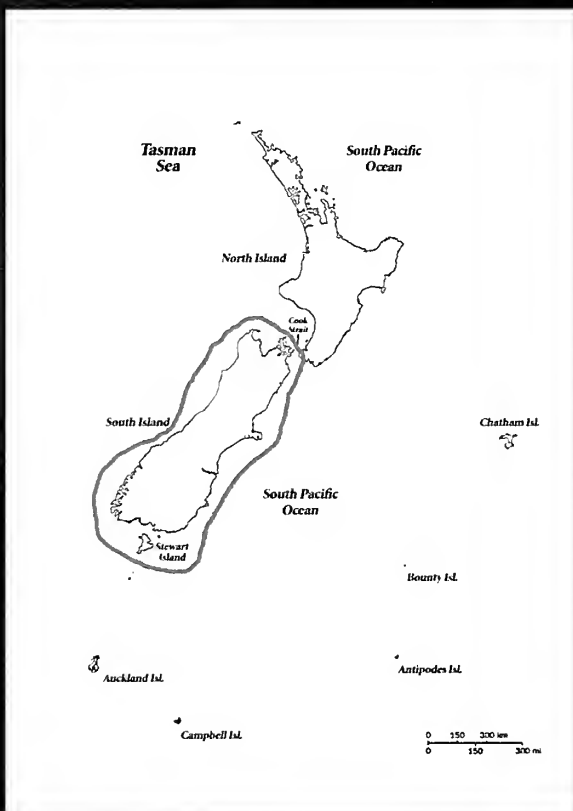 Tasman
Sea
South Pacific
Ocean
North Island
Cook
Strait
South Island
Chatham Isl.
South Pacific
Ocean
Stewart
Island
Bounty Isl.
Auckland Isl.
Antipodes Isl.
Campbell Isl.
0 150 300 km
0 150 300 mi